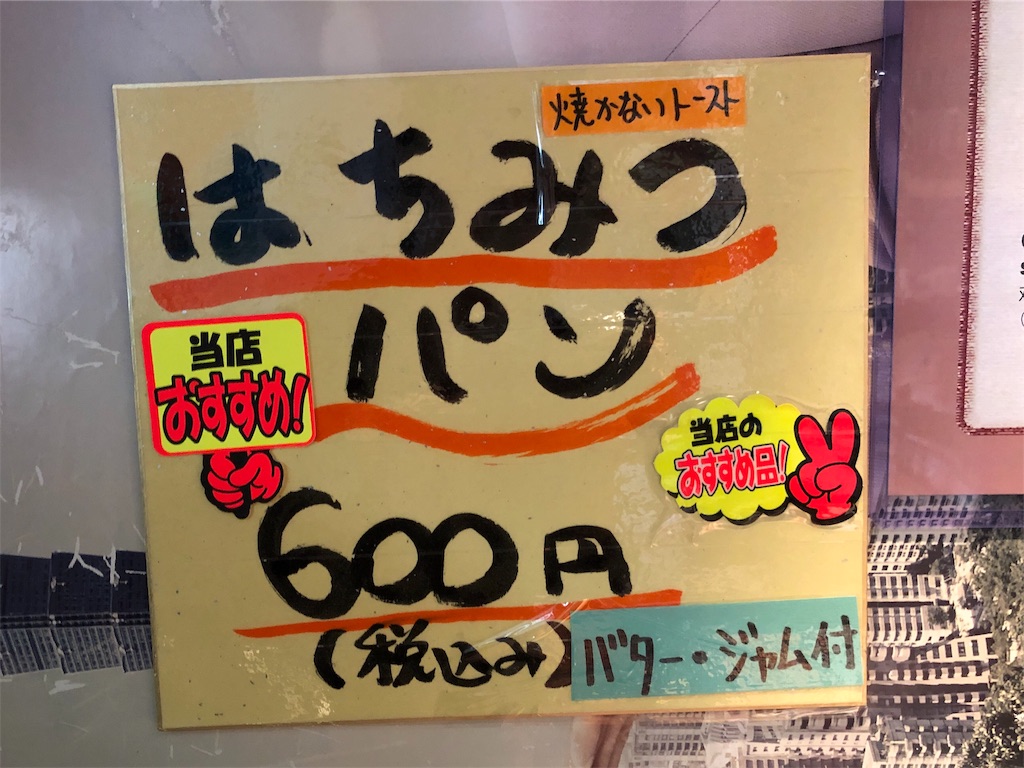 焼かないトースト
はちみつ
パン
当店
おすすめ!
当店の
おすすめ品!
600円
(税込み)
バター・ジャム付